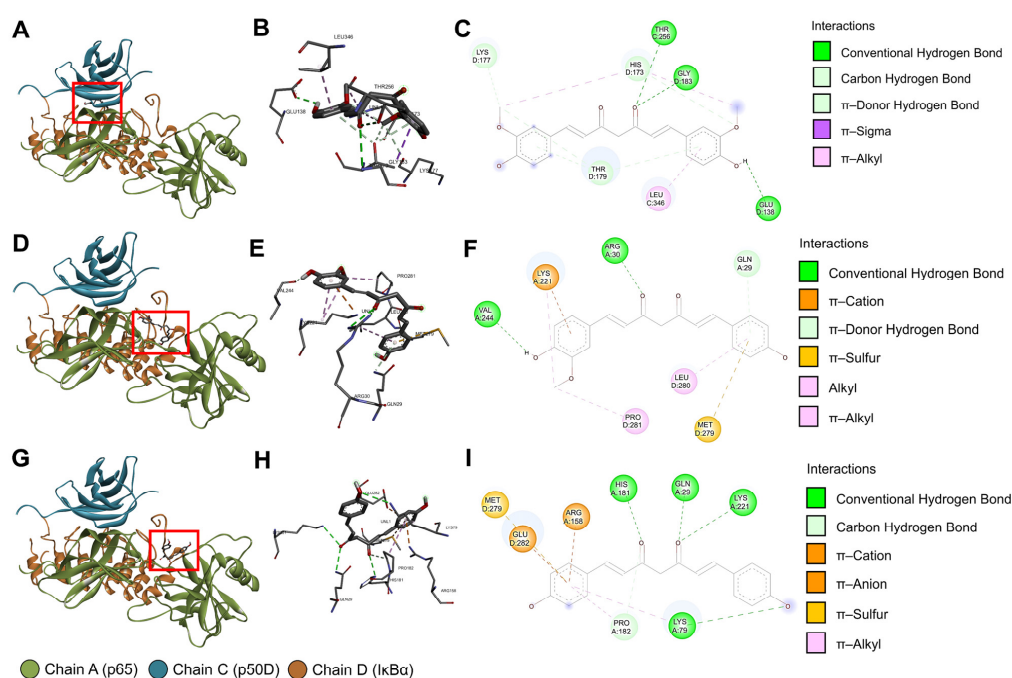 A
B
LEU346
THR256
GLU138
C
THR
C:256
LYS
D:177
HIS
D:173
GLY
D:183
THR
D:179
LEU
C:346
H
GLU
D:138
Interactions
Conventional Hydrogen Bond
Carbon Hydrogen Bond
π–Donor Hydrogen Bond
π–Sigma
π–Alkyl
D
E
PRO281
ARG30
GLN29
F
ARG
A:30
GLN
A:29
LYS
A:221
VAL
A:244
H
LEU
D:280
PRO
D:281
MET
D:279
Interactions
Conventional Hydrogen Bond
π–Cation
π–Donor Hydrogen Bond
π–Sulfur
Alkyl
π–Alkyl
G
H
UNL1
PRO182
HIS181
GLN29
ARG158
I
HIS
A:181
GLN
A:29
LYS
A:221
MET
D:279
ARG
A:158
GLU
D:282
PRO
A:182
LYS
A:79
Interactions
Conventional Hydrogen Bond
Carbon Hydrogen Bond
π–Cation
π–Anion
π–Sulfur
π–Alkyl
Chain A (p65) Chain C (p50D) Chain D (IκBα)